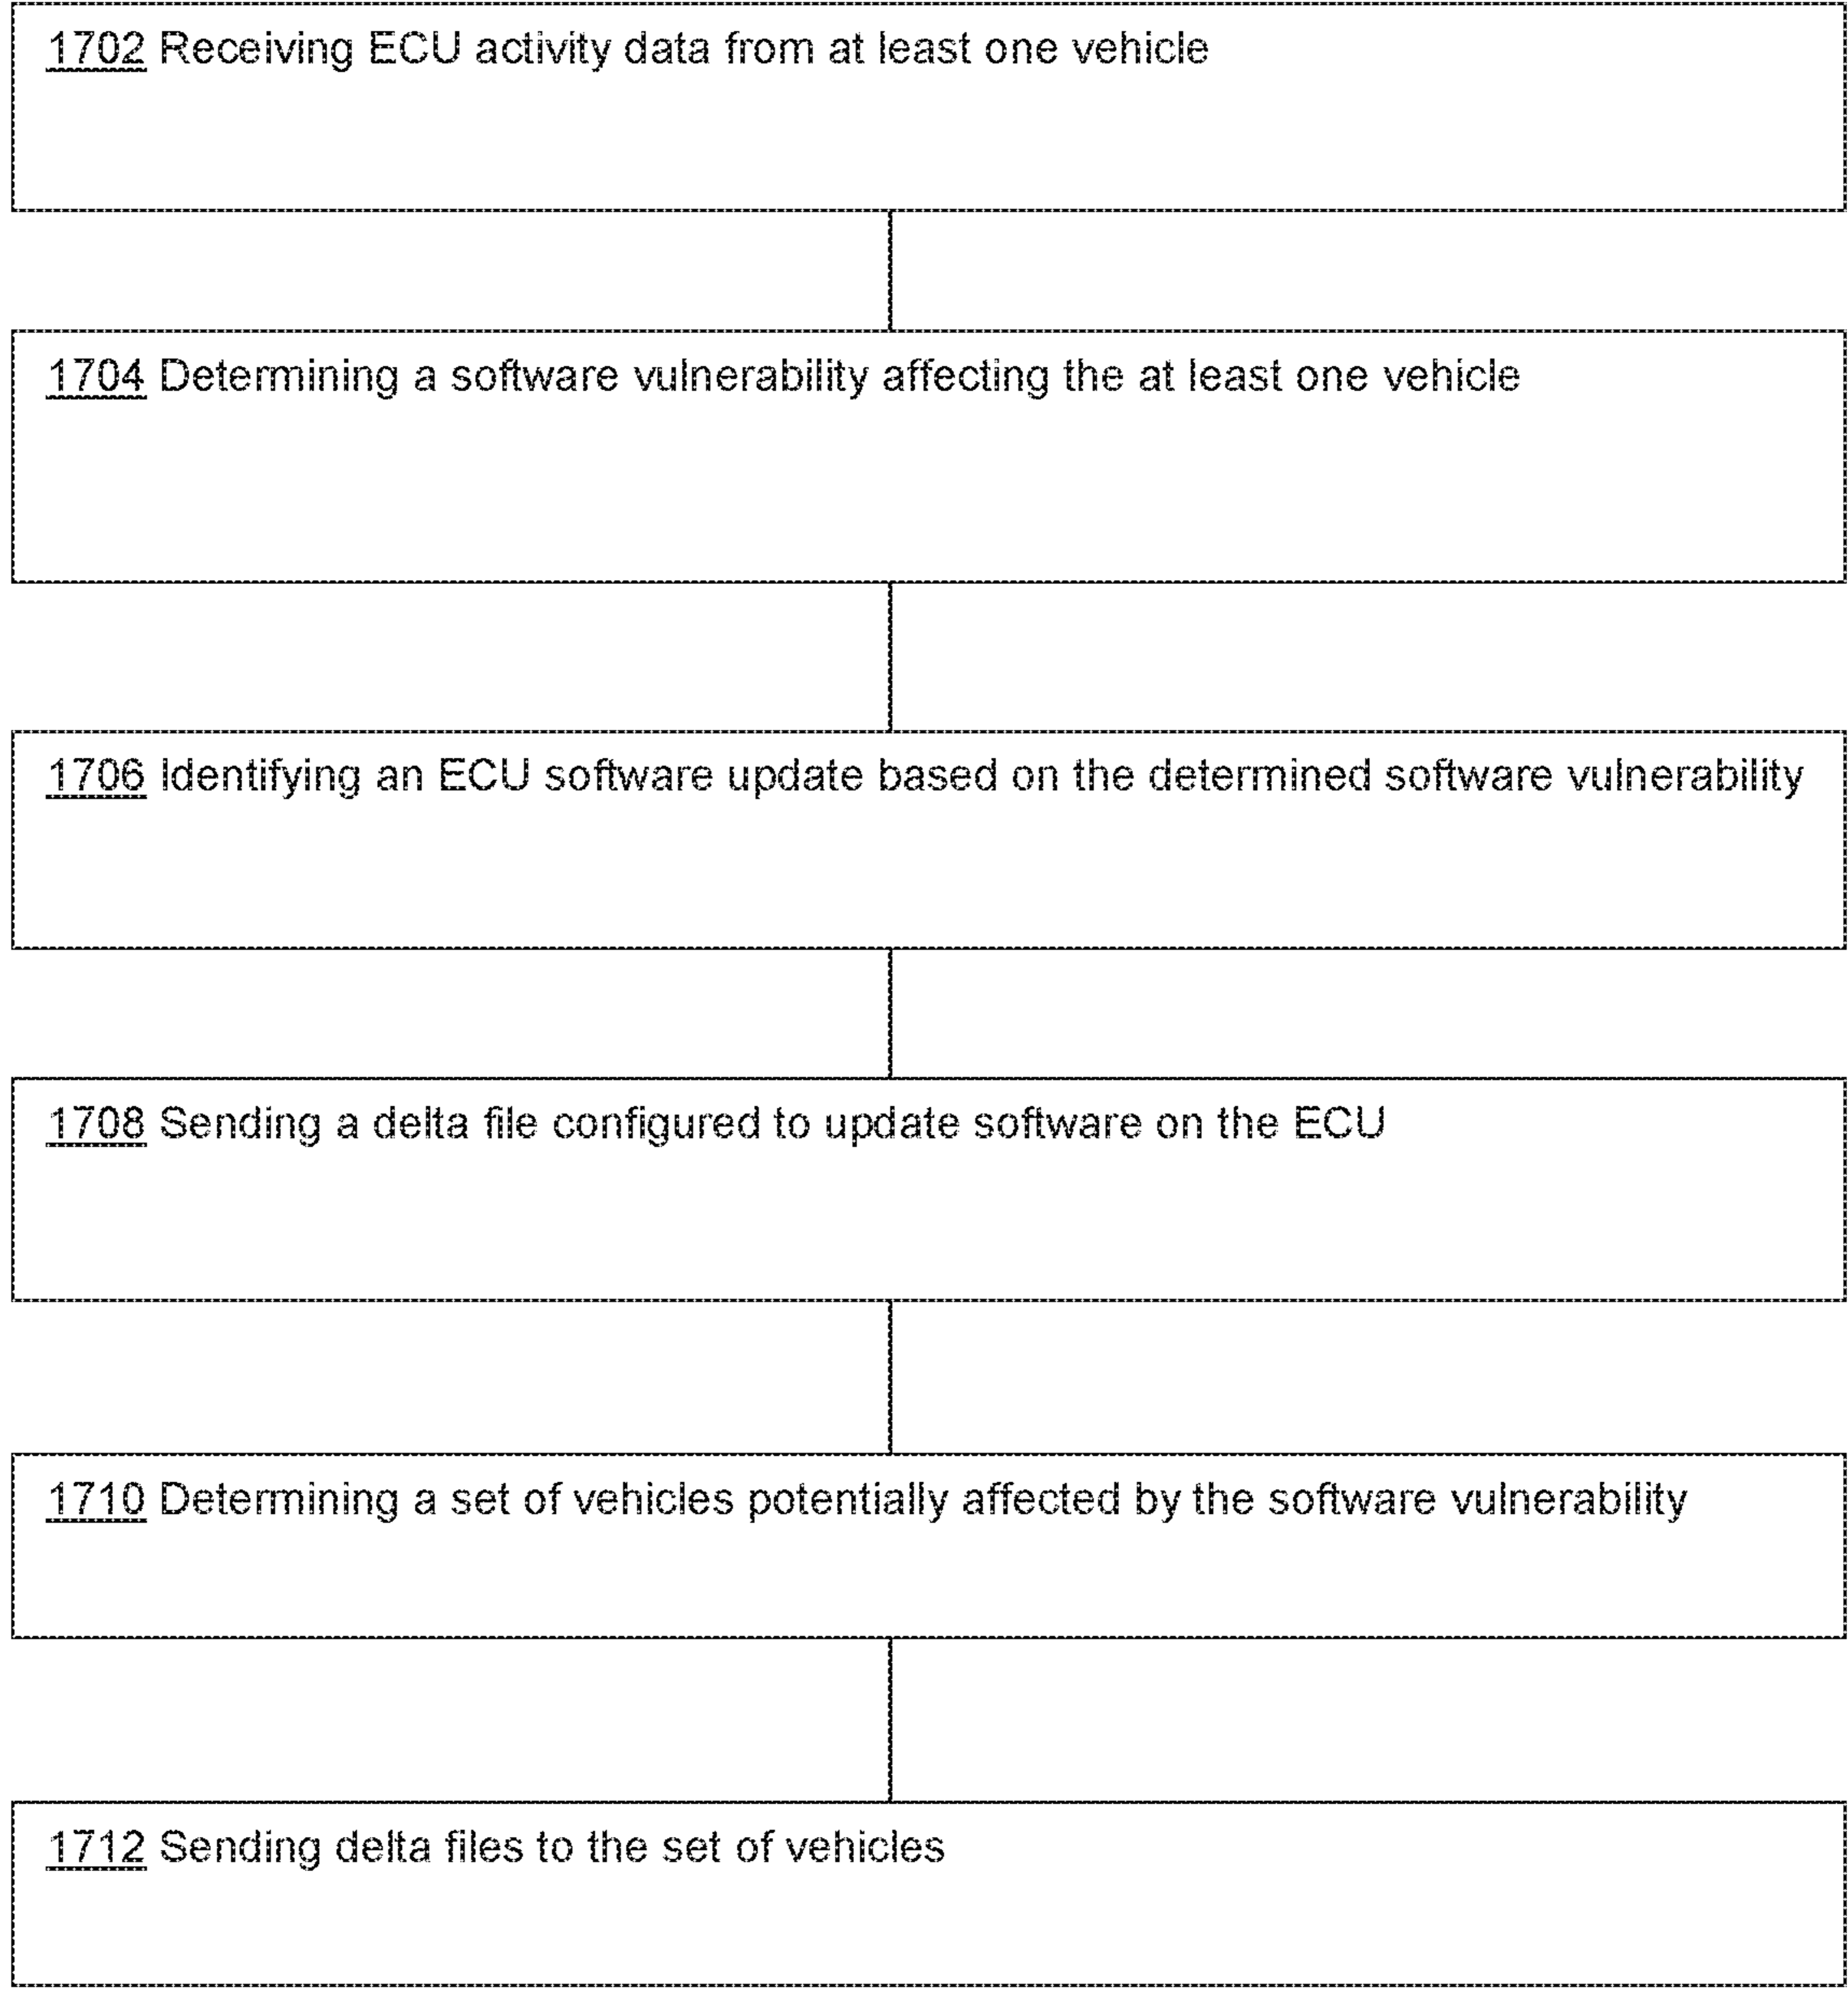 1702 Receiving ECU activity data from at least one vehicle
1704 Determining a software vulnerability affecting the at least one vehicle
1706 Identifying an ECU software update based on the determined software vulnerability
1708 Sending a delta file configured to update software on the ECU
1710 Determining a set of vehicles potentially affected by the software vulnerability
1712 Sending delta files to the set of vehicles